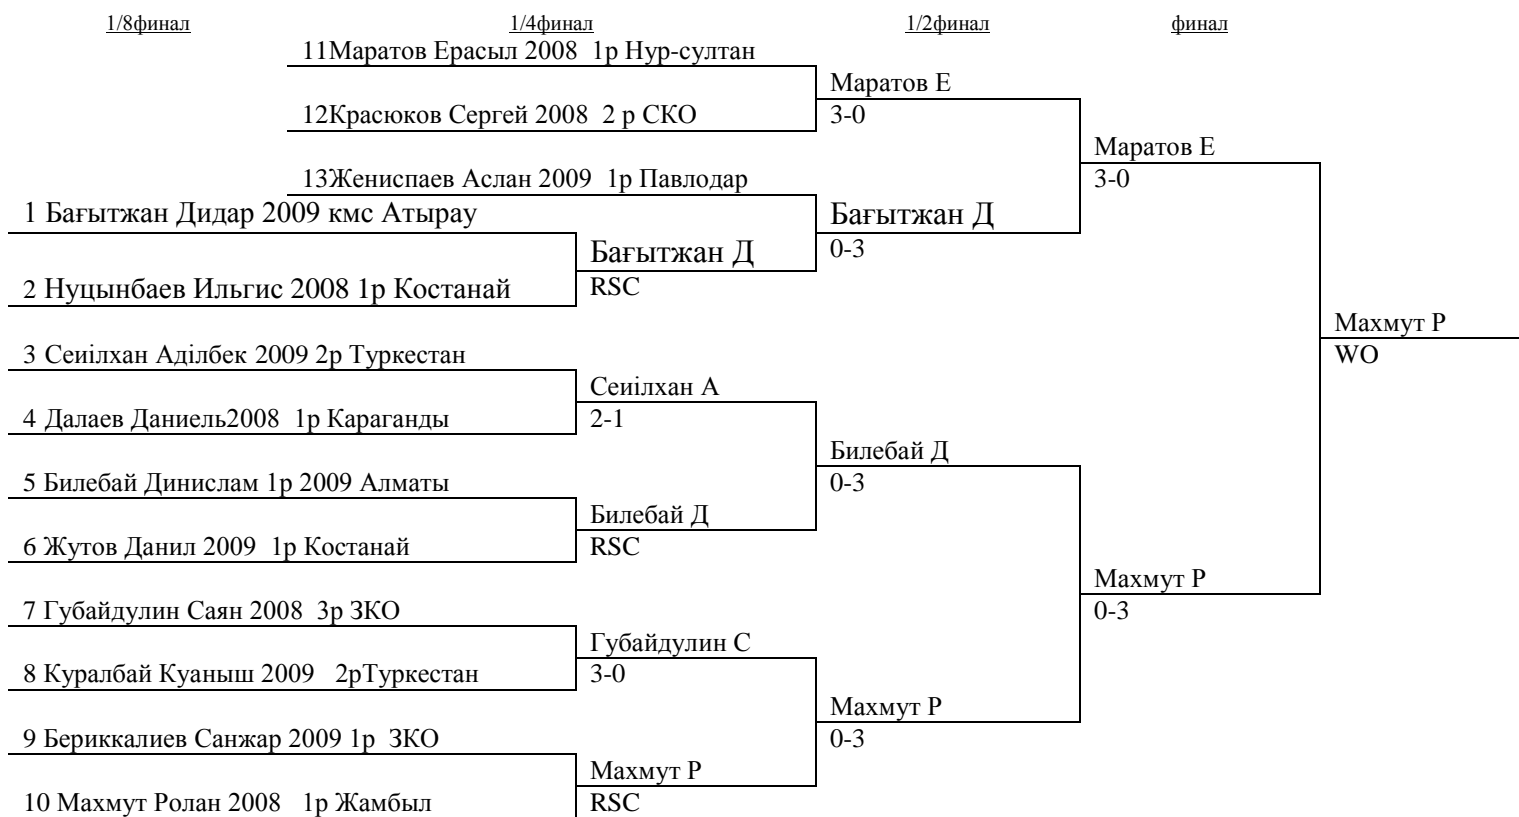 1/8финал
1/4финал
1/2финал
финал
11Маратов Ерасыл 2008 1р Нур-султан
Маратов Е
12Красюков Сергей 2008 2 р СКО
3-0
Маратов Е
13Жениспаев Аслан 2009 1р Павлодар
3-0
1 Бағытжан Дидар 2009 кмс Атырау
Бағытжан Д
Бағытжан Д
0-3
2 Нуцынбаев Ильгис 2008 1р Костанай
RSC
Махмут Р
3 Сеиілхан Аділбек 2009 2р Туркестан
WO
Сеиілхан А
4 Далаев Даниель2008 1р Караганды
2-1
Билебай Д
5 Билебай Динислам 1р 2009 Алматы
0-3
Билебай Д
6 Жутов Данил 2009 1р Костанай
RSC
Махмут Р
7 Губайдулин Саян 2008 3р ЗКО
0-3
Губайдулин С
8 Куралбай Куаныш 2009 2рТуркестан
3-0
Махмут Р
9 Бериккалиев Санжар 2009 1р ЗКО
0-3
Махмут Р
10 Махмут Ролан 2008 1р Жамбыл
RSC